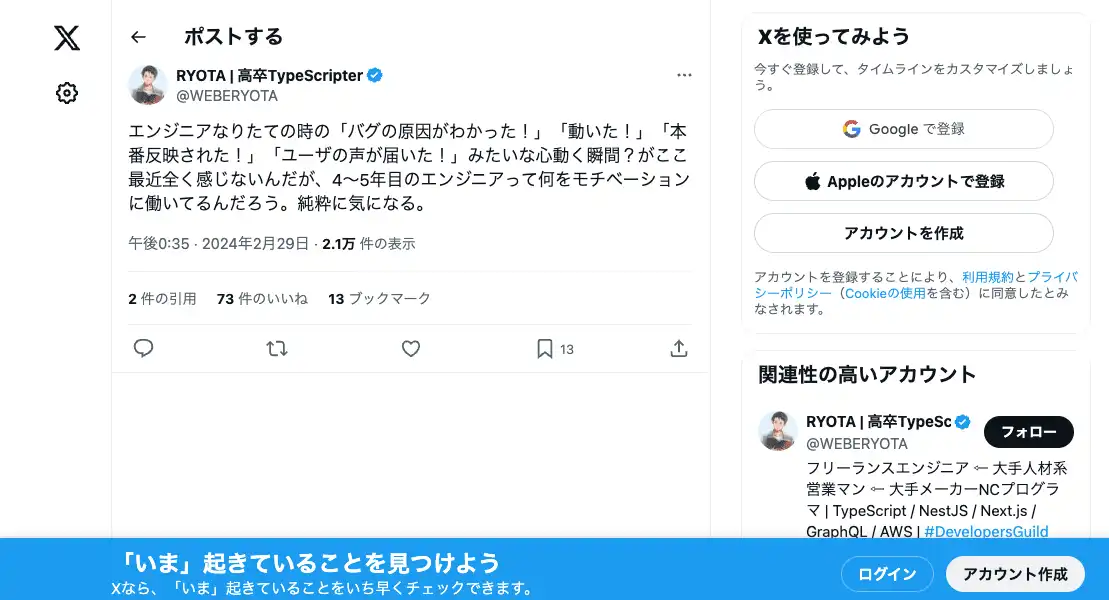 ポストする
RYOTA | 高卒TypeScripter
@WEBERYOTA
エンジニアなりたての時の「バグの原因がわかった！」「動いた！」「本
番反映された！」「ユーザの声が届いた！」みたいな心動く瞬間？がここ
最近全く感じないんだが、4〜5年目のエンジニアって何をモチベーション
に働いてるんだろう。純粋に気になる。
午後0:35 · 2024年2月29日 · 2.1万 件の表示
2 件の引用 73 件のいいね 13 ブックマーク
13
Xを使ってみよう
今すぐ登録して、タイムラインをカスタマイズしましょ
う。
Google で登録
Appleのアカウントで登録
アカウントを作成
アカウントを登録することにより、利用規約とプライバ
シーポリシー（Cookieの使用を含む）に同意したとみ
なされます。
関連性の高いアカウント
RYOTA | 高卒TypeSc
@WEBERYOTA
フォロー
フリーランスエンジニア ⇽ 大手人材系
営業マン ⇽ 大手メーカーNCプログラ
マ | TypeScript / NestJS / Next.js /
GraphQL / AWS | #DevelopersGuild
「いま」起きていることを見つけよう
Xなら、「いま」起きていることをいち早くチェックできます。
ログイン
アカウント作成